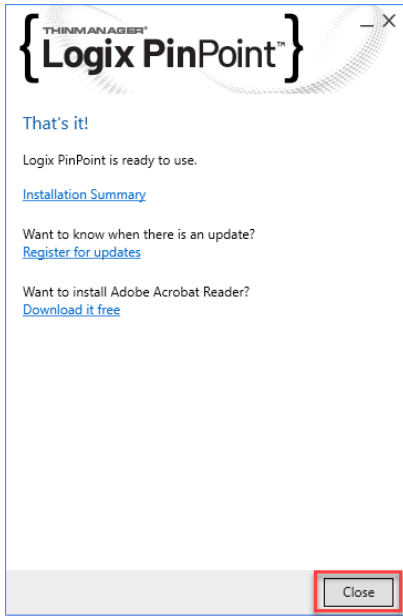 THINMANAGER®
{Logix PinPoint™}
That's it!
Logix PinPoint is ready to use.
Installation Summary
Want to know when there is an update?
Register for updates
Want to install Adobe Acrobat Reader?
Download it free
Close